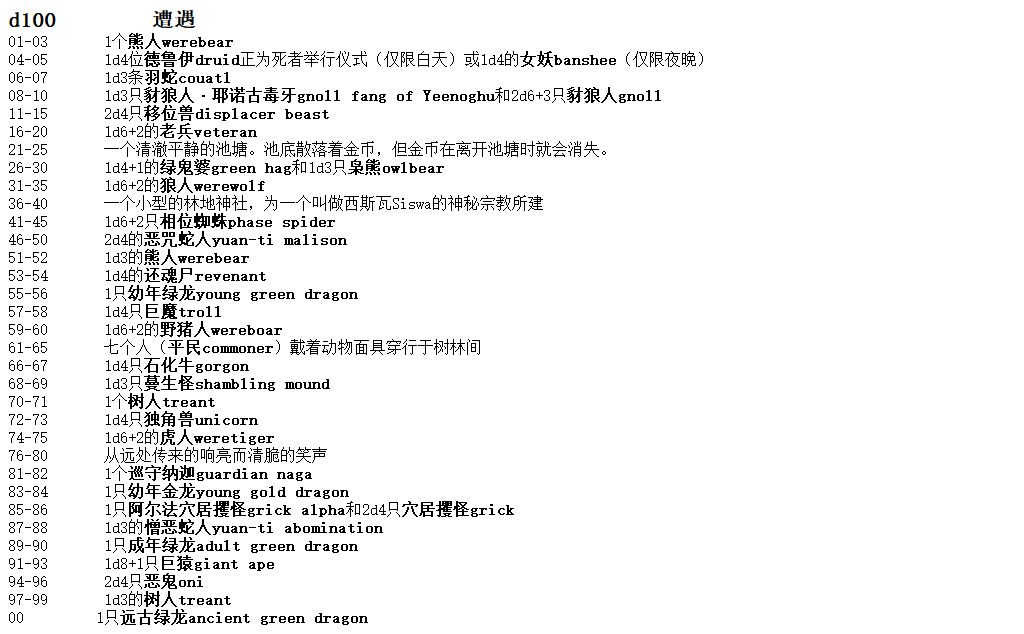 d100 遭遇
01-03 1个熊人werebear
04-05 1d4位德鲁伊druid正为死者举行仪式（仅限白天）或1d4的女妖banshee（仅限夜晚）
06-07 1d3条羽蛇couatl
08-10 1d3只豺狼人·耶诺古毒牙gnoll fang of Yeenoghu和2d6+3只豺狼人gnoll
11-15 2d4只移位兽displacer beast
16-20 1d6+2的老兵veteran
21-25 一个清澈平静的池塘。池底散落着金币，但金币在离开池塘时就会消失。
26-30 1d4+1的绿鬼婆green hag和1d3只枭熊owlbear
31-35 1d6+2的狼人werewolf
36-40 一个小型的林地神社，为一个叫做西斯瓦Siswa的神秘宗教所建
41-45 1d6+2只相位蜘蛛phase spider
46-50 2d4的恶咒蛇人yuan-ti malison
51-52 1d3的熊人werebear
53-54 1d4的还魂尸revenant
55-56 1只幼年绿龙young green dragon
57-58 1d4只巨魔troll
59-60 1d6+2的野猪人wereboar
61-65 七个人（平民commoner）戴着动物面具穿行于树林间
66-67 1d4只石化牛gorgon
68-69 1d3只蔓生怪shambling mound
70-71 1个树人treant
72-73 1d4只独角兽unicorn
74-75 1d6+2的虎人weretiger
76-80 从远处传来的响亮而清脆的笑声
81-82 1个巡守纳迦guardian naga
83-84 1只幼年金龙young gold dragon
85-86 1只阿尔法穴居攫怪grick alpha和2d4只穴居攫怪grick
87-88 1d3的憎恶蛇人yuan-ti abomination
89-90 1只成年绿龙adult green dragon
91-93 1d8+1只巨猿giant ape
94-96 2d4只恶鬼oni
97-99 1d3的树人treant
00 1只远古绿龙ancient green dragon